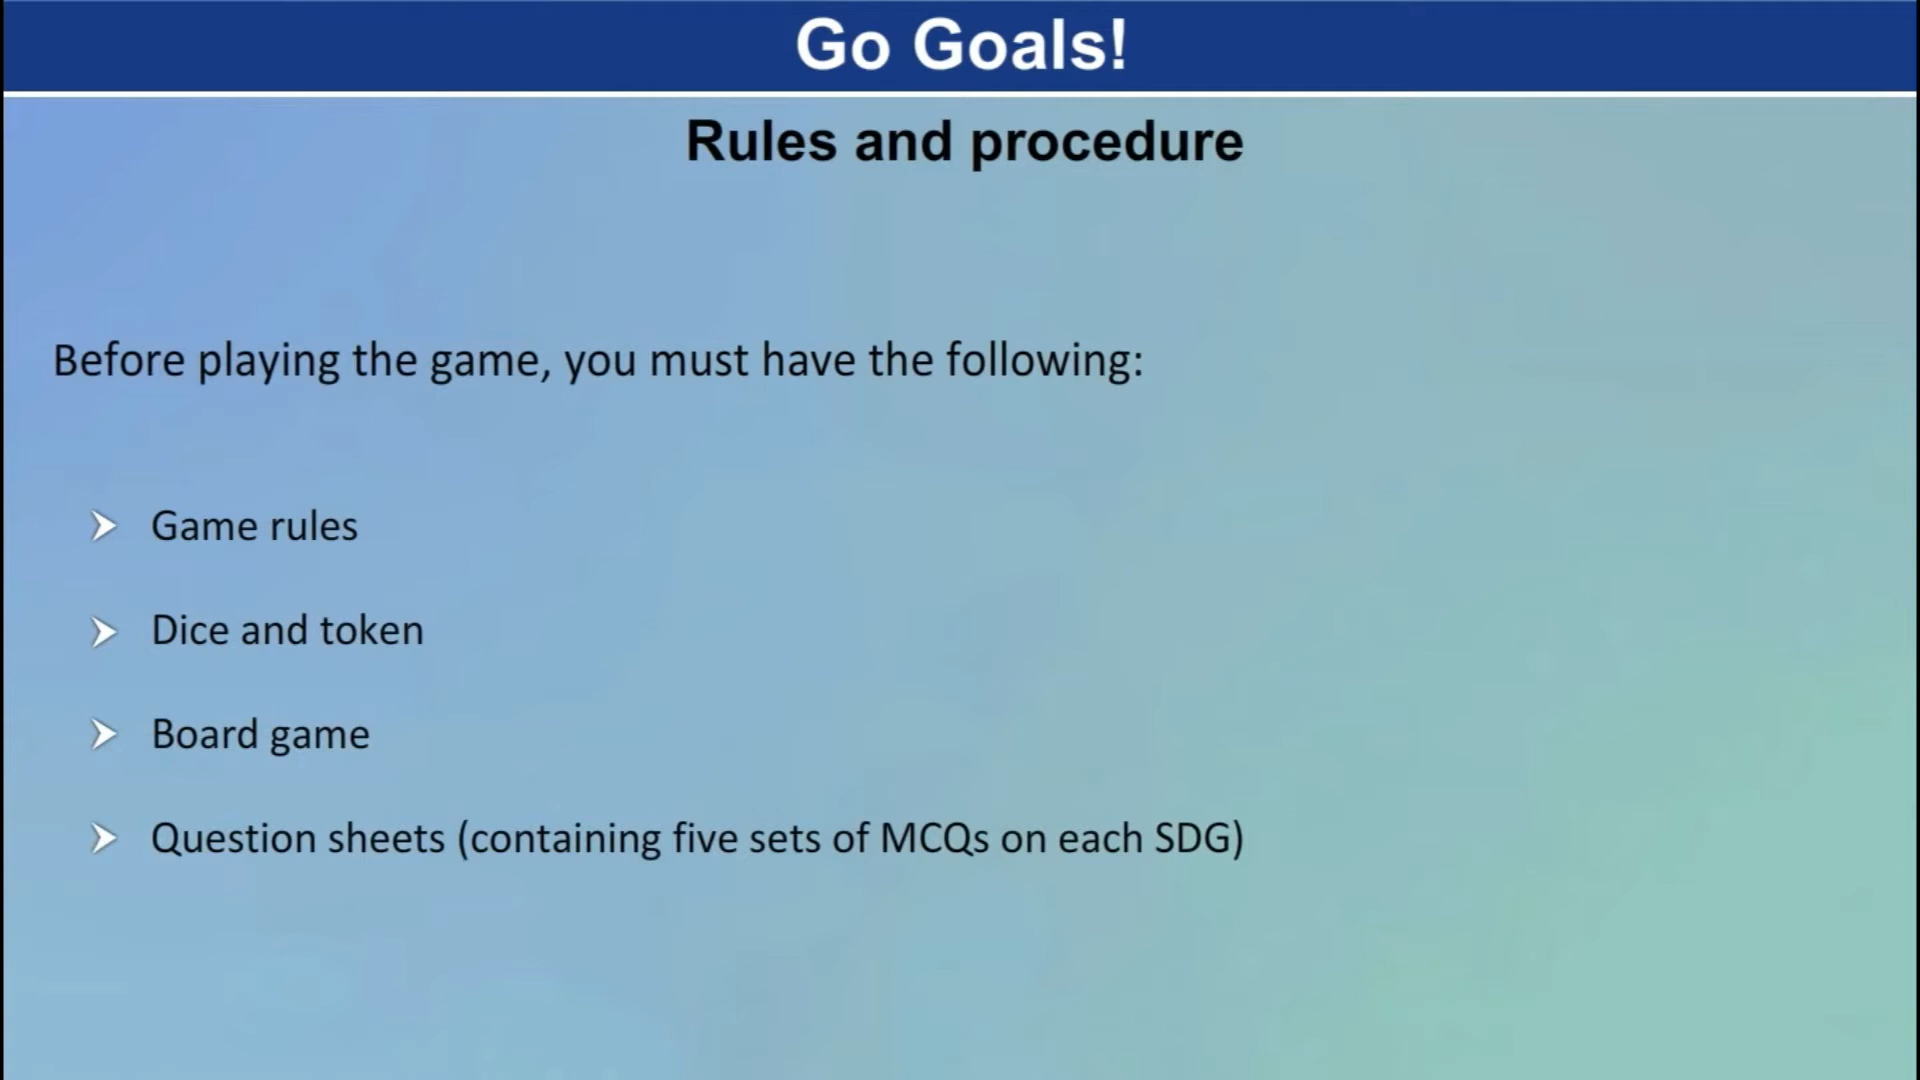 Go Goals!
Rules and procedure
Before playing the game, you must have the following:
Game rules
Dice and token
Board game
Question sheets (containing five sets of MCQs on each SDG)